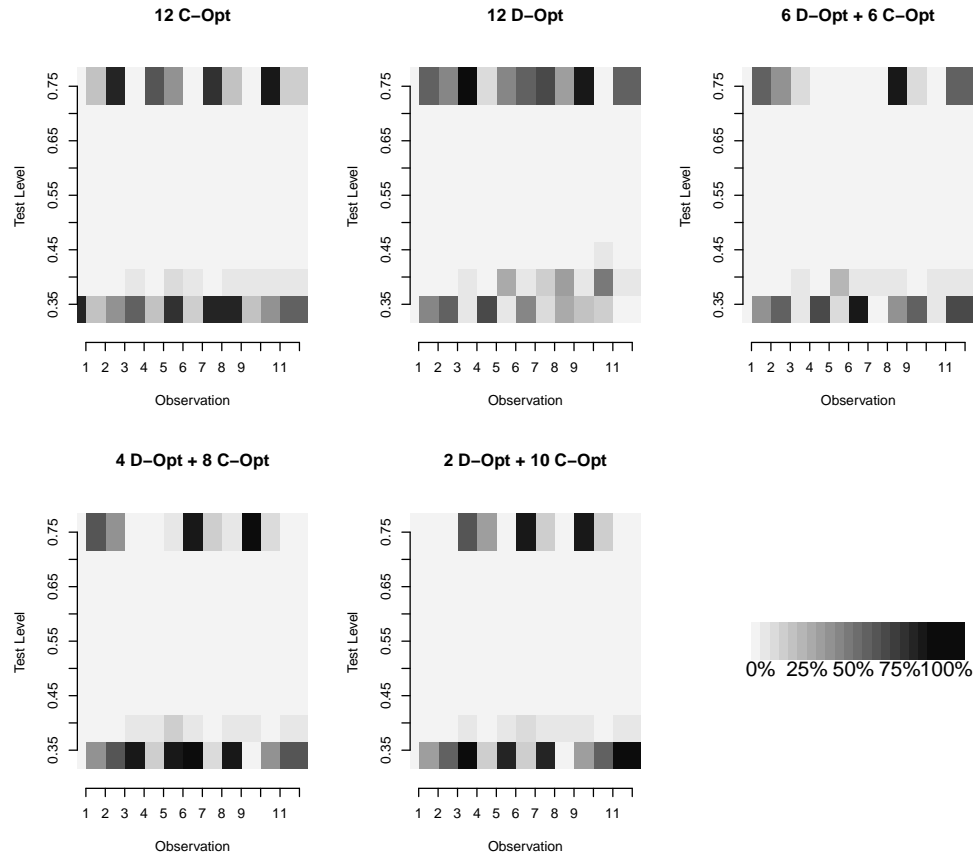 12 C−Opt
0.75
0.65
0.55
0.45
0.35
Test Level
1 2 3 4 5 6 7 8 9 11
Observation
12 D−Opt
0.75
0.65
0.55
0.45
0.35
Test Level
1 2 3 4 5 6 7 8 9 11
Observation
6 D−Opt + 6 C−Opt
0.75
0.65
0.55
0.45
0.35
Test Level
1 2 3 4 5 6 7 8 9 11
Observation
4 D−Opt + 8 C−Opt
0.75
0.65
0.55
0.45
0.35
Test Level
1 2 3 4 5 6 7 8 9 11
Observation
2 D−Opt + 10 C−Opt
0.75
0.65
0.55
0.45
0.35
Test Level
1 2 3 4 5 6 7 8 9 11
Observation
0% 25% 50% 75% 100%